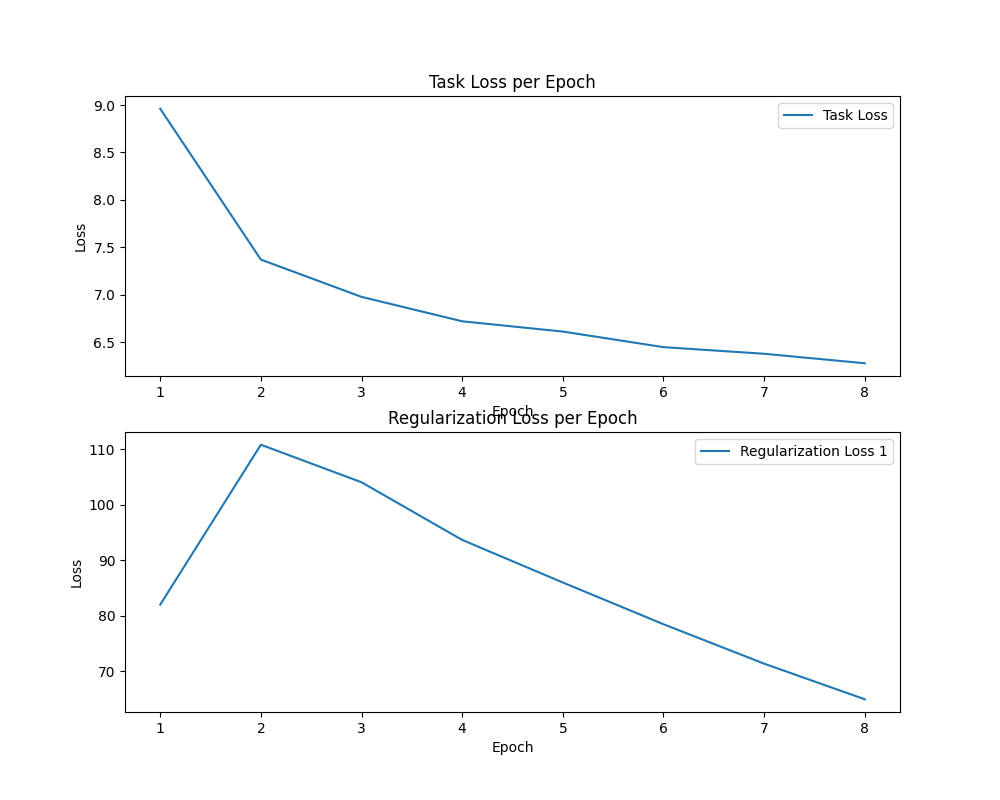 Task Loss per Epoch
Task Loss
9.0
8.5
8.0
7.5
7.0
6.5
Loss
1 2 3 4 5 6 7 8
Epoch
Regularization Loss per Epoch
Regularization Loss 1
110
100
90
80
70
Loss
1 2 3 4 5 6 7 8
Epoch